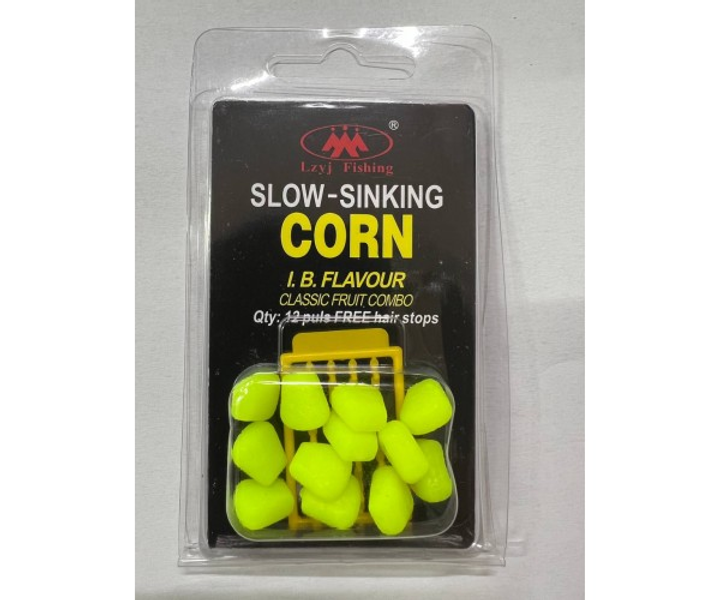 ®
Lzyj Fishing
SLOW-SINKING
CORN
I. B. FLAVOUR
CLASSIC FRUIT COMBO
Qty: 12 puls FREE hair stops